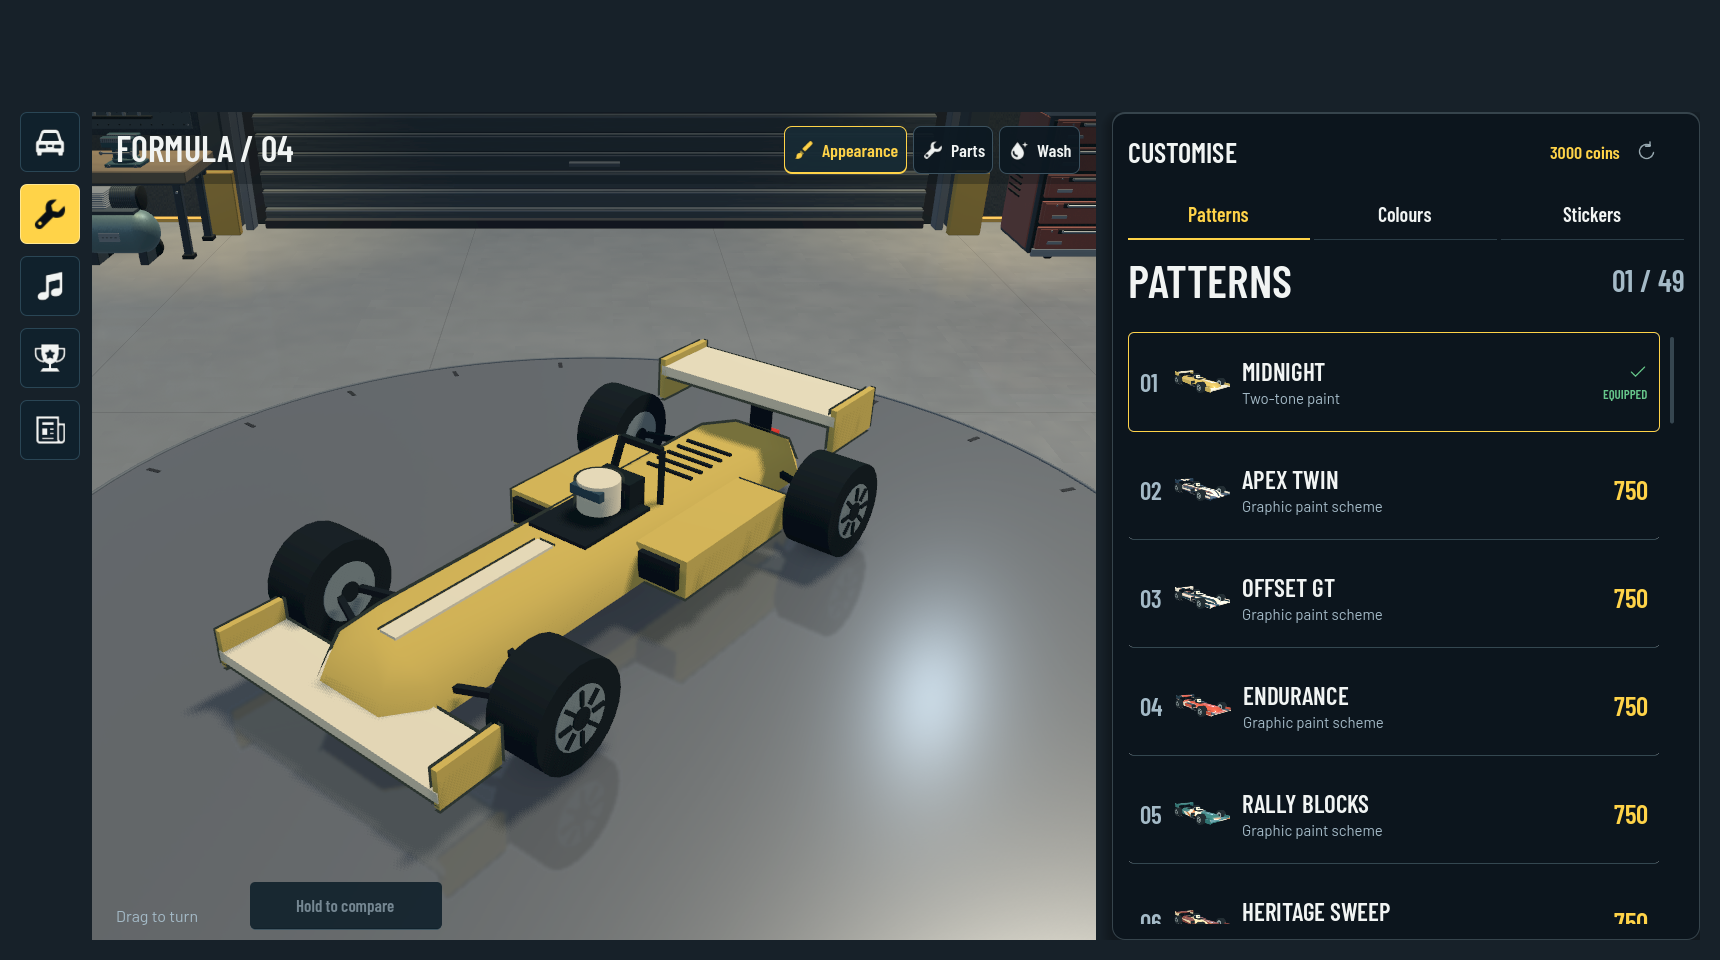 FORMULA / 04
Appearance
Parts
Wash
Drag to turn
Hold to compare
CUSTOMISE
3000 coins
Patterns
Colours
Stickers
PATTERNS
01 / 49
01
MIDNIGHT
Two-tone paint
EQUIPPED
02
APEX TWIN
Graphic paint scheme
750
03
OFFSET GT
Graphic paint scheme
750
04
ENDURANCE
Graphic paint scheme
750
05
RALLY BLOCKS
Graphic paint scheme
750
06
HERITAGE SWEEP
750